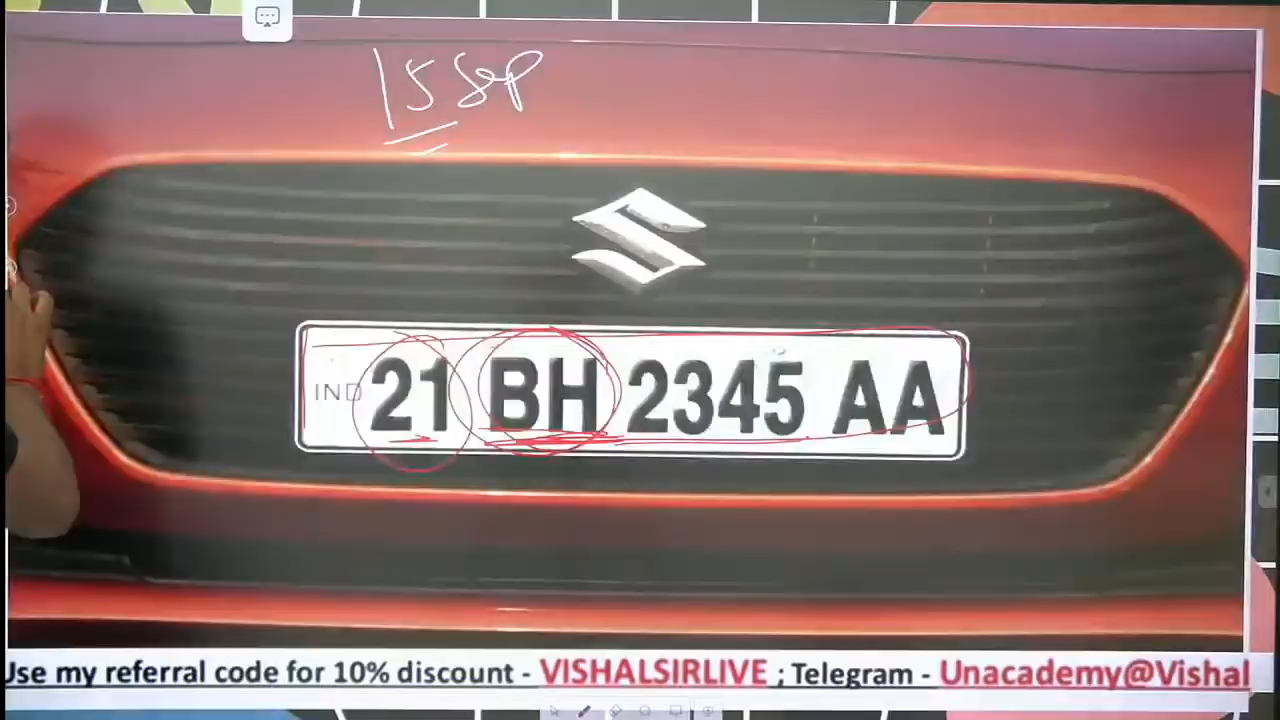 15 Sep
IND 21 BH 2345 AA
Use my referral code for 10% discount - VISHALSIRLIVE ; Telegram - Unacademy@Vishal